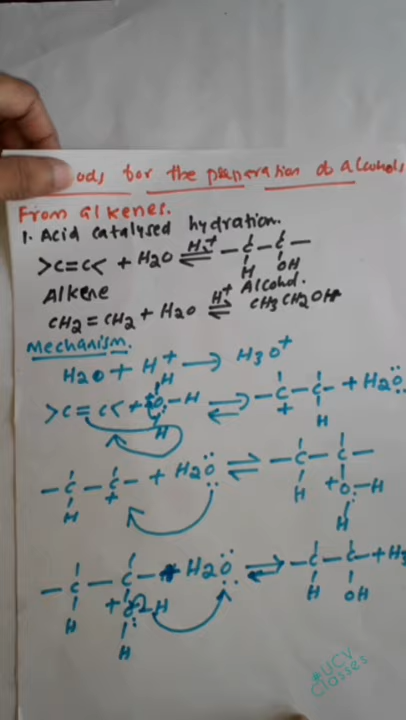 ods for the preparation of alcohols
From alkenes.
1. Acid catalysed hydration.
>C=C< + H2O ⇌ H+ -C-C-
H OH
Alkene Alcohol.
CH2=CH2 + H2O ⇌ H+ CH3CH2OH
Mechanism.
H2O + H+ → H3O+
>C=C< + O-H ⇌ -C-C- + H2O
H H + H
-C-C- + H2O ⇌ -C-C-
H + H +O-H
H
-C-C- + H2O ⇌ -C-C- + H3
H +O-H H OH
H
#UCV
Classes